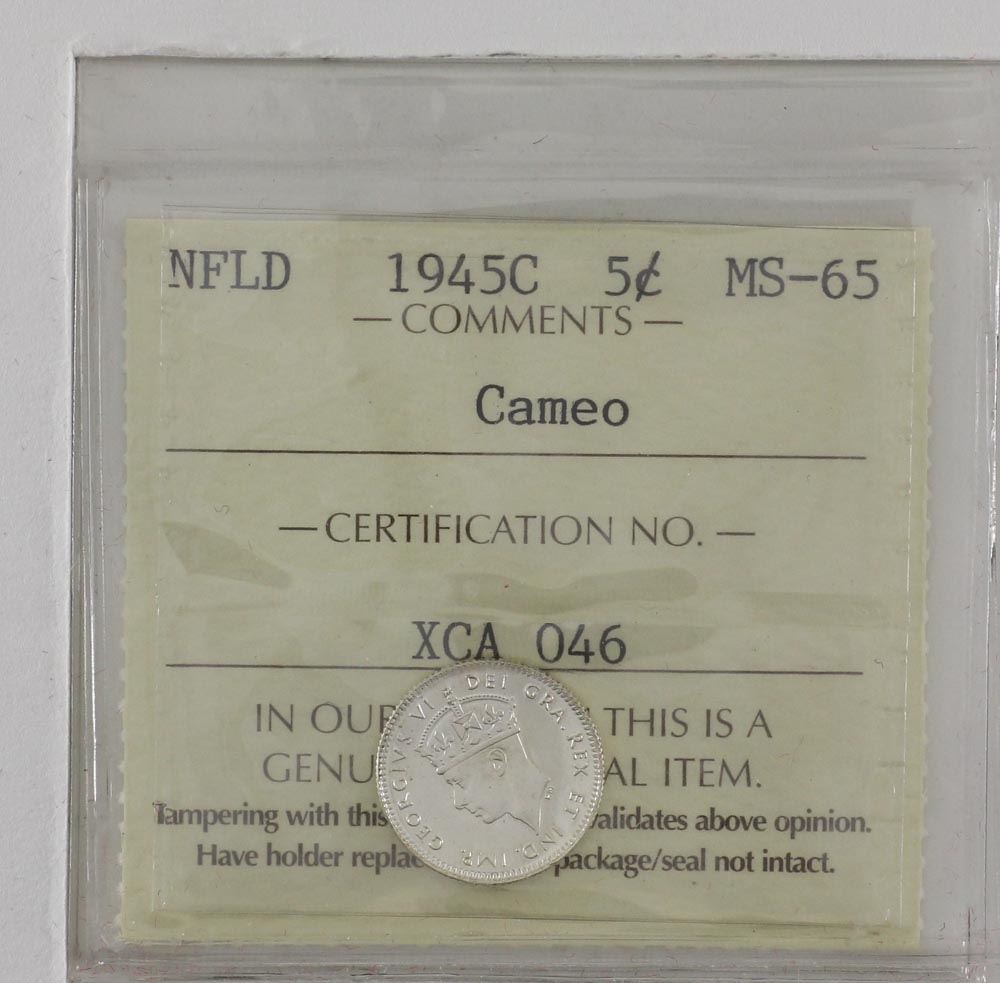 NFLD 1945C 5¢ MS-65
— COMMENTS —
Cameo
— CERTIFICATION NO. —
XCA 046
IN OUR THIS IS A
GENU AL ITEM.
Tampering with this validates above opinion.
Have holder replac package/seal not intact.
GEORGIVS VI DEI GRA. REX ET IND. IMP.